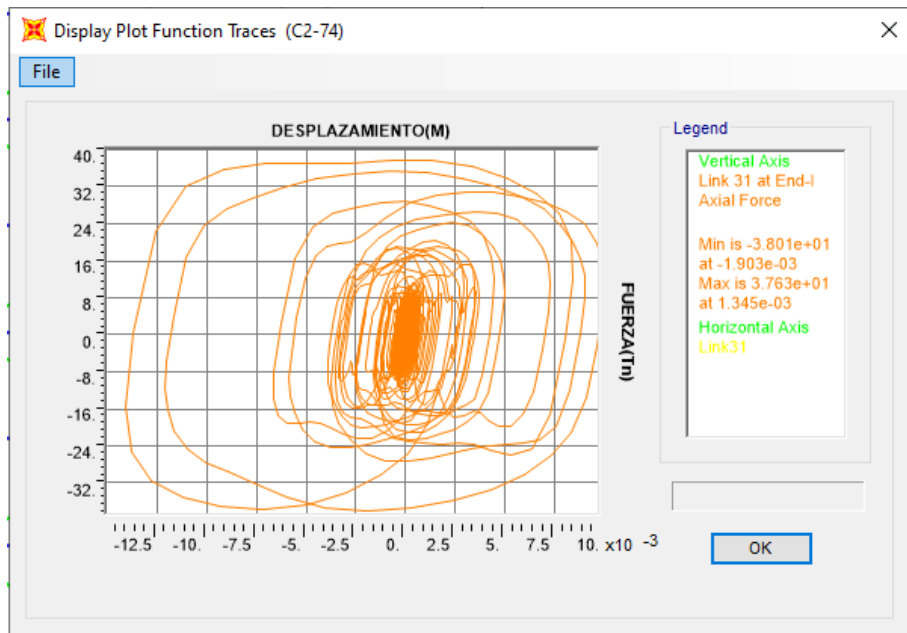 Display Plot Function Traces (C2-74)
File
DESPLAZAMIENTO(M)
40.
32.
24.
16.
8.
0.
-8.
-16.
-24.
-32.
-12.5 -10. -7.5 -5. -2.5 0. 2.5 5. 7.5 10. x10 -3
FUERZA(Tn)
Legend
Vertical Axis
Link 31 at End-I
Axial Force
Min is -3.801e+01
at -1.903e-03
Max is 3.763e+01
at 1.345e-03
Horizontal Axis
Link31
OK